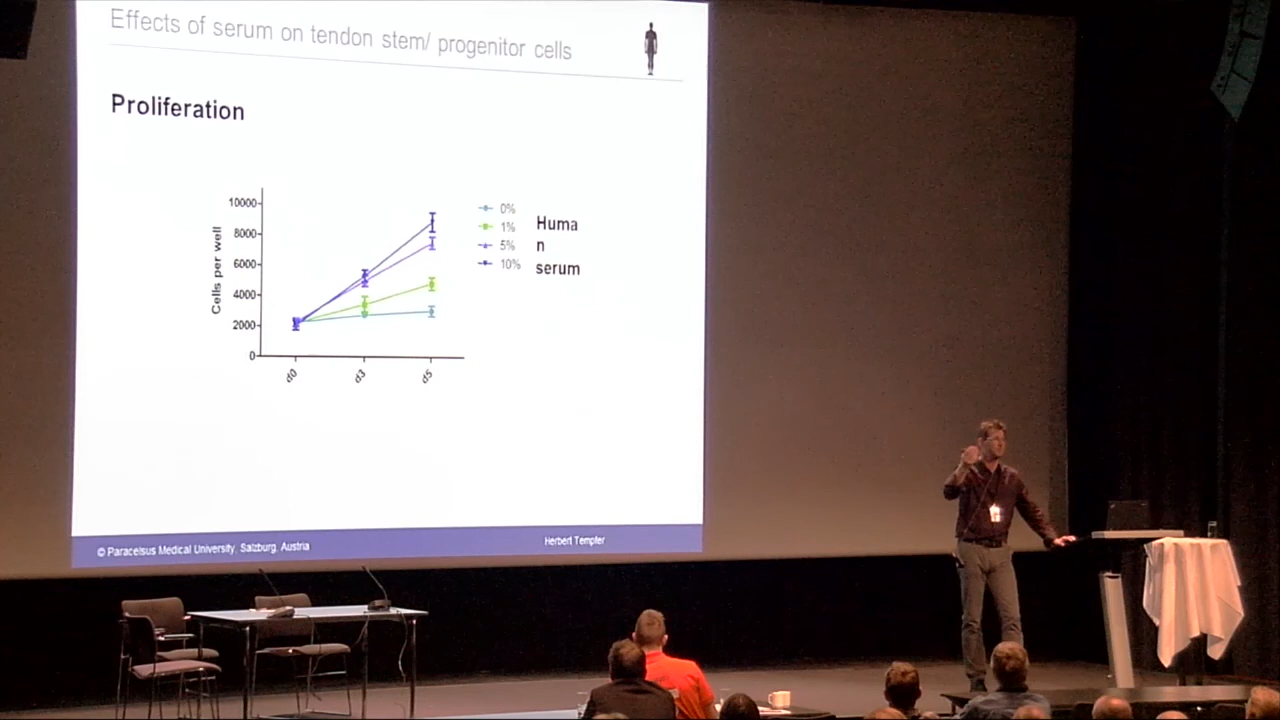 Effects of serum on tendon stem/ progenitor cells
Proliferation
Cells per well
10000
8000
6000
4000
2000
0
d0
d3
d5
0%
1%
5%
10%
Huma
n
serum
© Paracelsus Medical University, Salzburg, Austria
Herbert Tempfer